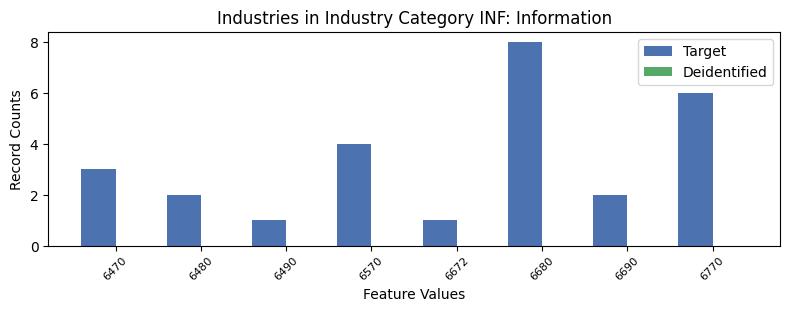 Industries in Industry Category INF: Information
Target
Deidentified
Record Counts
8
6
4
2
0
6470 6480 6490 6570 6672 6680 6690 6770
Feature Values